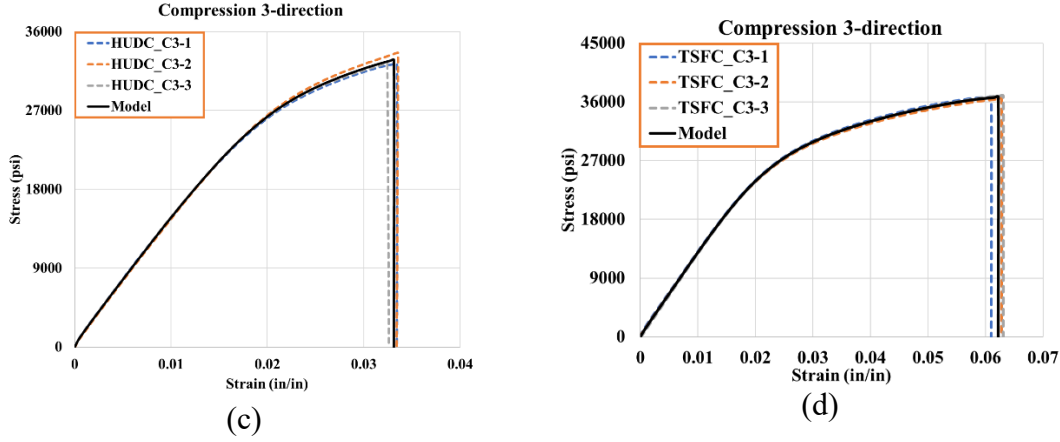 Compression 3-direction
36000
27000
18000
9000
0
Stress (psi)
HUDC_C3-1
HUDC_C3-2
HUDC_C3-3
Model
0 0.01 0.02 0.03 0.04
Strain (in/in)
(c)
Compression 3-direction
45000
36000
27000
18000
9000
0
Stress (psi)
TSFC_C3-1
TSFC_C3-2
TSFC_C3-3
Model
0 0.01 0.02 0.03 0.04 0.05 0.06 0.07
Strain (in/in)
(d)